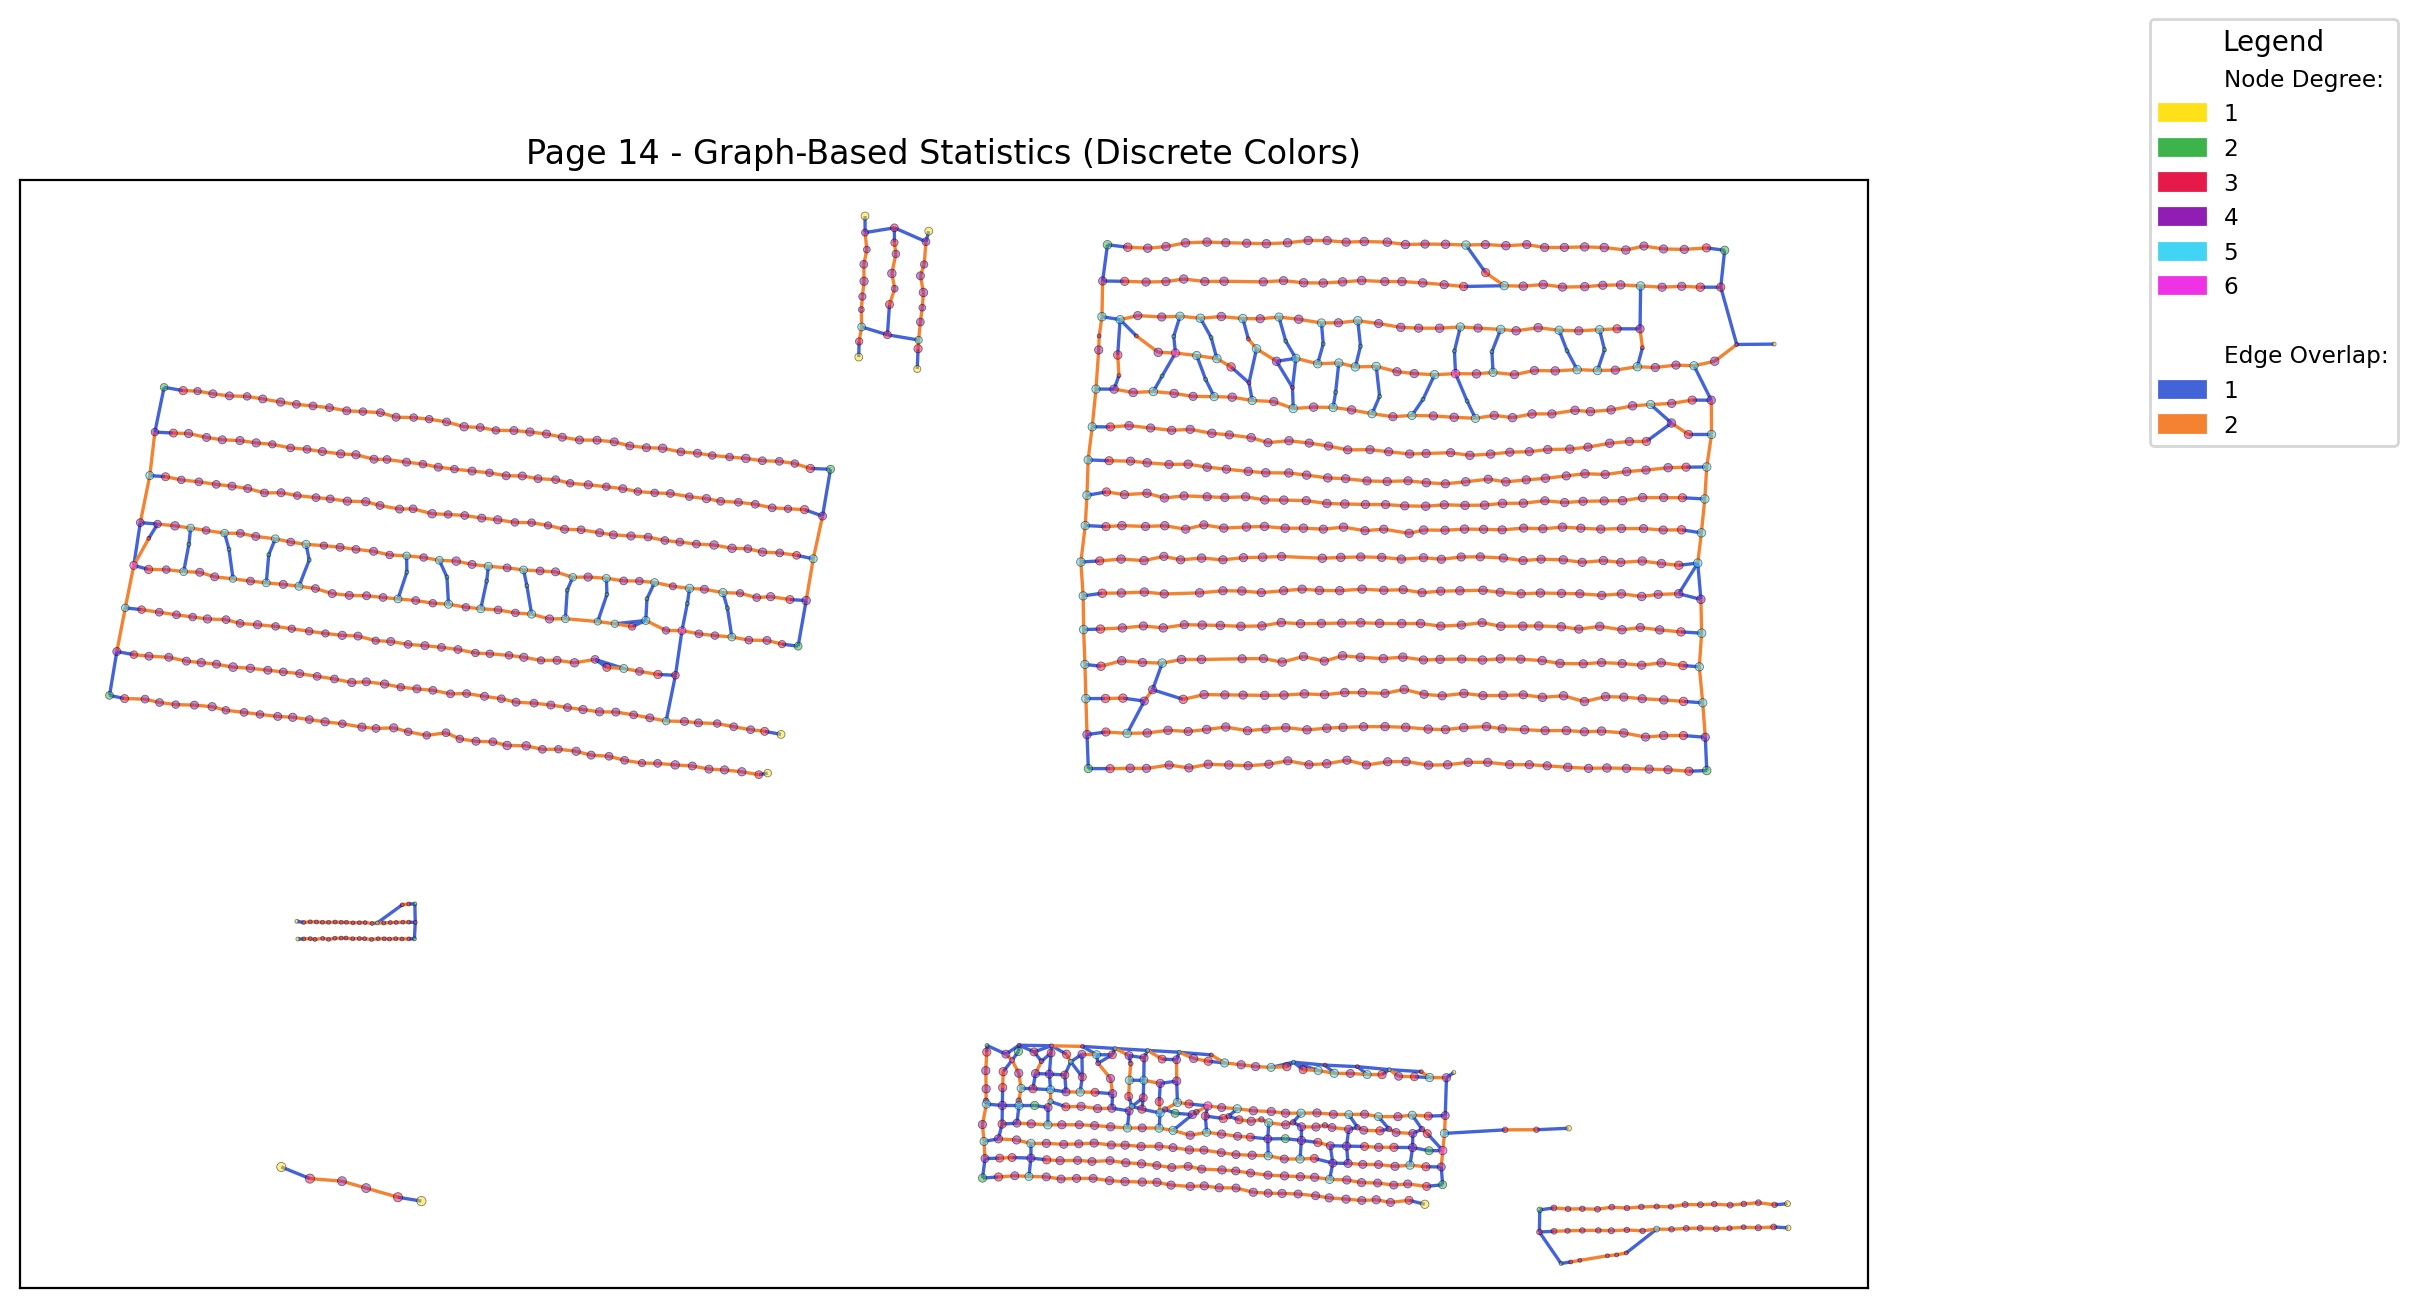 Page 14 - Graph-Based Statistics (Discrete Colors)
Legend
Node Degree:
1
2
3
4
5
6
Edge Overlap:
1
2